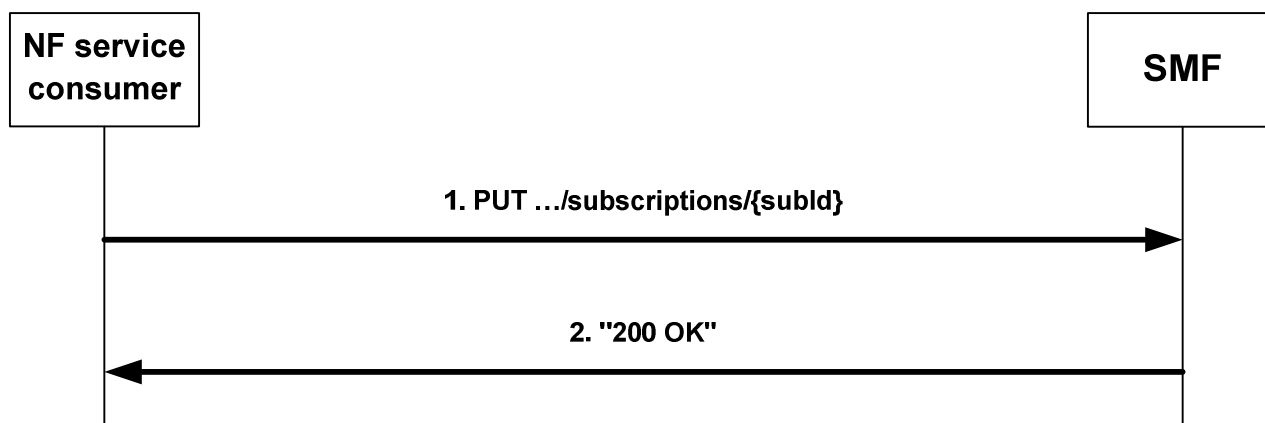 NF service
consumer
SMF
1. PUT …/subscriptions/{subId}
2. "200 OK"